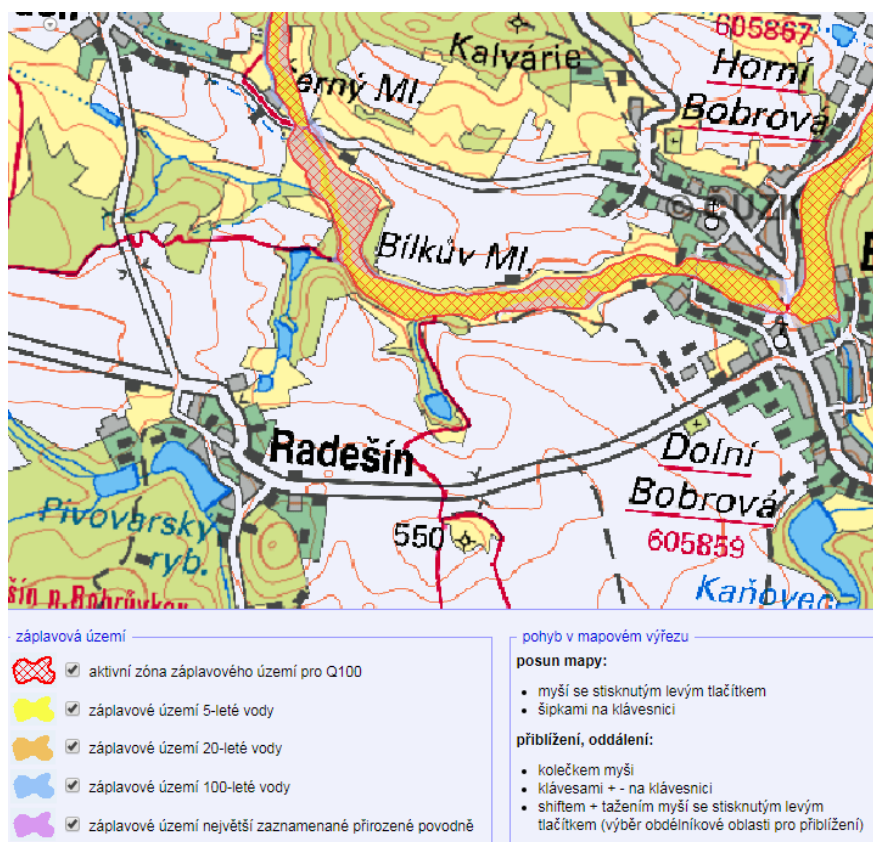 Kalvárie
605867
Horní
Bobrová
erný Ml.
Bílkův Ml.
Radešín
Dolní
Bobrová
605859
550
Pivovarský
ryb.
Kaňovec
záplavová území
aktivní zóna záplavového území pro Q100
záplavové území 5-leté vody
záplavové území 20-leté vody
záplavové území 100-leté vody
záplavové území největší zaznamenané přirozené povodně
pohyb v mapovém výřezu
posun mapy:
myší se stisknutým levým tlačítkem
šipkami na klávesnici
přiblížení, oddálení:
kolečkem myši
klávesami + - na klávesnici
shiftem + tažením myší se stisknutým levým
tlačítkem (výběr obdélníkové oblasti pro přiblížení)